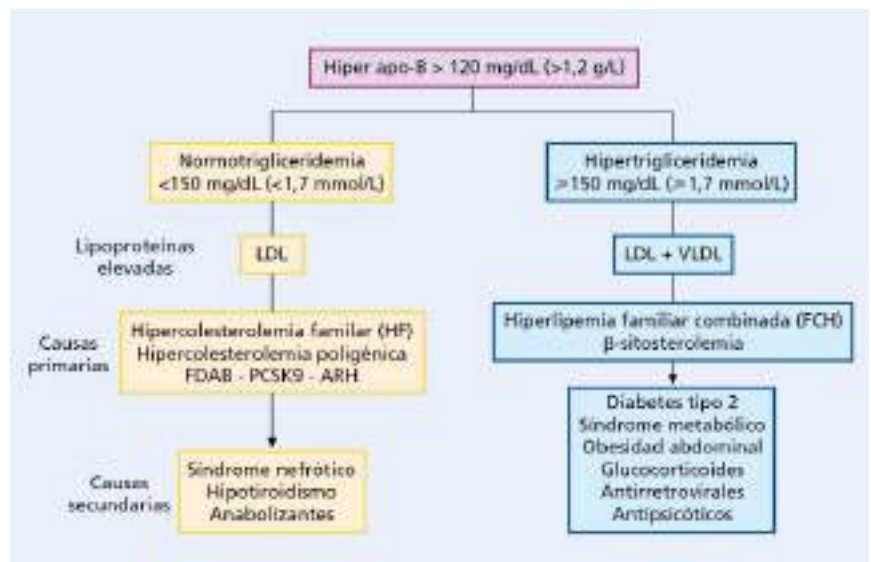 Hiper apo-B > 120 mg/dL (>1,2 g/L)
Normotrigliceridemia
<150 mg/dL (<1,7 mmol/L)
Hipertrigliceridemia
≥150 mg/dL (≥1,7 mmol/L)
Lipoproteínas
elevadas
LDL
LDL + VLDL
Causas
primarias
Hipercolesterolemia familar (HF)
Hipercolesterolemia poligénica
FDAB - PCSK9 - ARH
Hiperlipemia familiar combinada (FCH)
β-sitosterolemia
Causas
secundarias
Síndrome nefrótico
Hipotiroidismo
Anabolizantes
Diabetes tipo 2
Síndrome metabólico
Obesidad abdominal
Glucocorticoides
Antirretrovirales
Antipsicóticos